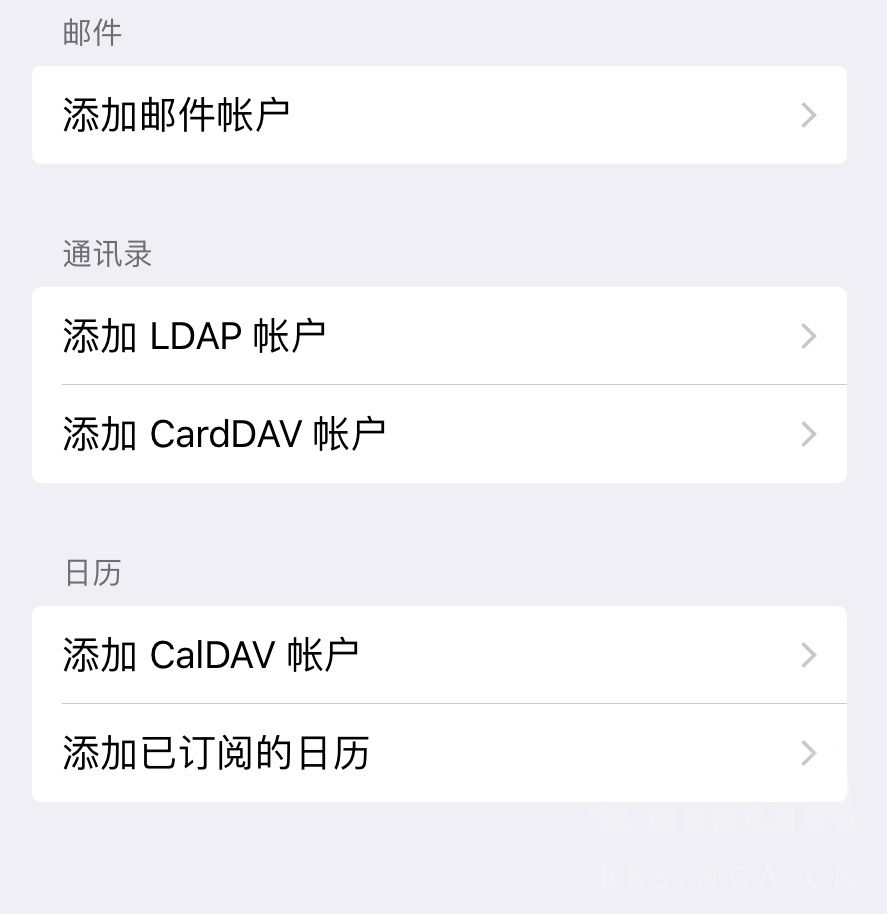 邮件
添加邮件帐户
通讯录
添加 LDAP 帐户
添加 CardDAV 帐户
日历
添加 CalDAV 帐户
添加已订阅的日历
NGA
BBS.NGA.CN